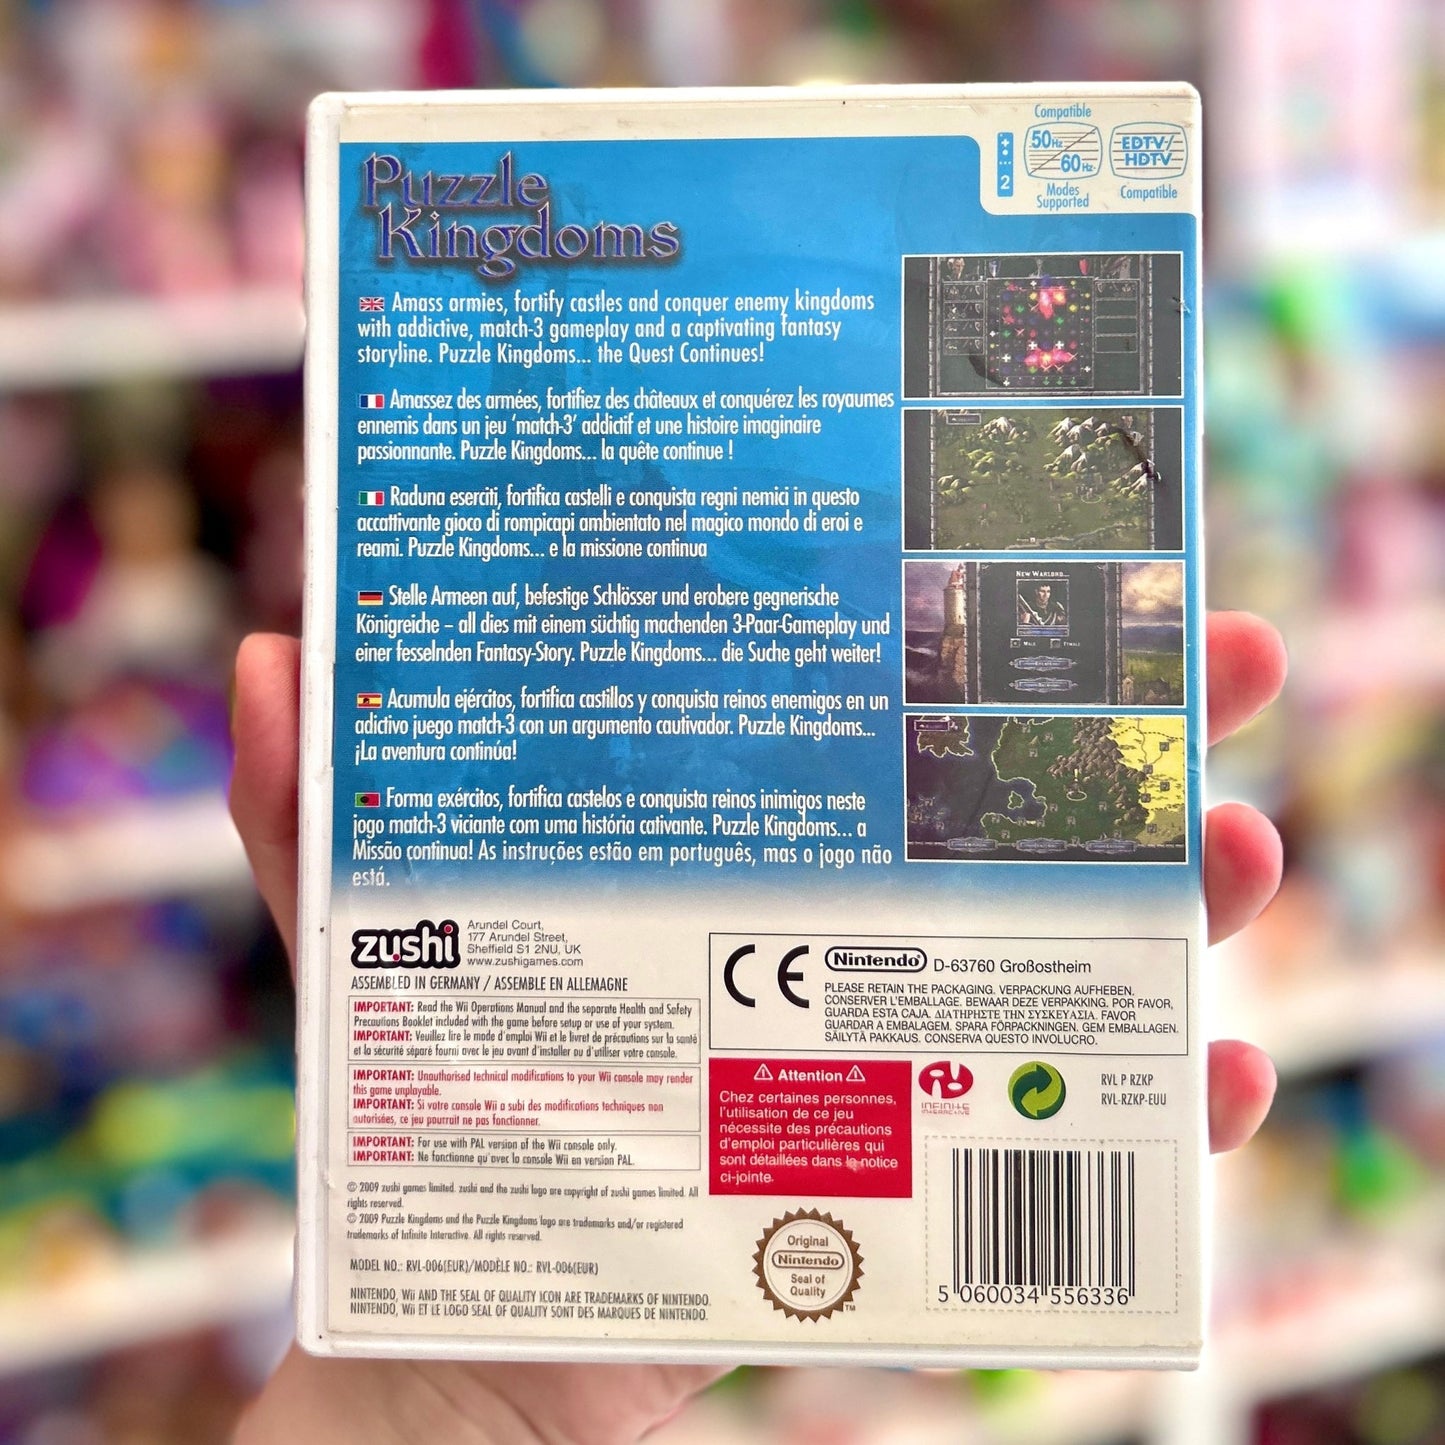 Puzzle
Kingdoms
Compatible
50Hz
60Hz
Modes
Supported
2
EDTV/
HDTV
Compatible
Amass armies, fortify castles and conquer enemy kingdoms
with addictive, match-3 gameplay and a captivating fantasy
storyline. Puzzle Kingdoms... the Quest Continues!
Amassez des armées, fortifiez des châteaux et conquérez les royaumes
ennemis dans un jeu ‘match-3’ addictif et une histoire imaginaire
passionnante. Puzzle Kingdoms... la quête continue !
Raduna eserciti, fortifica castelli e conquista regni nemici in questo
accattivante gioco di rompicapi ambientato nel magico mondo di eroi e
reami. Puzzle Kingdoms... e la missione continua
Stelle Armeen auf, befestige Schlösser und erobere gegnerische
Königreiche – all dies mit einem süchtig machenden 3-Paar-Gameplay und
einer fesselnden Fantasy-Story. Puzzle Kingdoms... die Suche geht weiter!
Acumula ejércitos, fortifica castillos y conquista reinos enemigos en un
adictivo juego match-3 con un argumento cautivador. Puzzle Kingdoms...
¡La aventura continúa!
Forma exércitos, fortifica castelos e conquista reinos inimigos neste
jogo match-3 viciante com uma história cativante. Puzzle Kingdoms... a
Missão continua! As instruções estão em português, mas o jogo não
está.
New Warlord...
Male Female
zushi
Arundel Court,
177 Arundel Street,
Sheffield S1 2NU, UK
www.zushigames.com
ASSEMBLED IN GERMANY / ASSEMBLE EN ALLEMAGNE
IMPORTANT: Read the Wii Operations Manual and the separate Health and Safety
Precautions Booklet included with the game before setup or use of your system.
IMPORTANT: Veuillez lire le mode d'emploi Wii et le livret de précautions sur la santé
et la sécurité séparé fourni avec le jeu avant d'installer ou d'utiliser votre console.
IMPORTANT: Unauthorised technical modifications to your Wii console may render
this game unplayable.
IMPORTANT: Si votre console Wii a subi des modifications techniques non
autorisées, ce jeu pourrait ne pas fonctionner.
IMPORTANT: For use with PAL version of the Wii console only.
IMPORTANT: Ne fonctionne qu'avec la console Wii en version PAL.
© 2009 zushi games limited. zushi and the zushi logo are copyright of zushi games limited. All
rights reserved.
© 2009 Puzzle Kingdoms and the Puzzle Kingdoms logo are trademarks and/or registered
trademarks of Infinite Interactive. All rights reserved.
MODEL NO.: RVL-006(EUR)/MODÈLE NO.: RVL-006(EUR)
NINTENDO, Wii AND THE SEAL OF QUALITY ICON ARE TRADEMARKS OF NINTENDO.
NINTENDO, Wii ET LE LOGO SEAL OF QUALITY SONT DES MARQUES DE NINTENDO.
CE
Nintendo® D-63760 Großostheim
PLEASE RETAIN THE PACKAGING. VERPACKUNG AUFHEBEN.
CONSERVER L'EMBALLAGE. BEWAAR DEZE VERPAKKING. POR FAVOR,
GUARDA ESTA CAJA. ΔΙΑΤΗΡΗΣΤΕ ΤΗΝ ΣΥΣΚΕΥΑΣΙΑ. FAVOR
GUARDAR A EMBALAGEM. SPARA FÖRPACKNINGEN. GEM EMBALLAGEN.
SÄILYTÄ PAKKAUS. CONSERVA QUESTO INVOLUCRO.
Attention
Chez certaines personnes,
l'utilisation de ce jeu
nécessite des précautions
d'emploi particulières qui
sont détaillées dans la notice
ci-jointe.
INFINITE
INTERACTIVE
RVL P RZKP
RVL-RZKP-EUU
Original
Nintendo
Seal of
Quality
TM
5 060034 556336